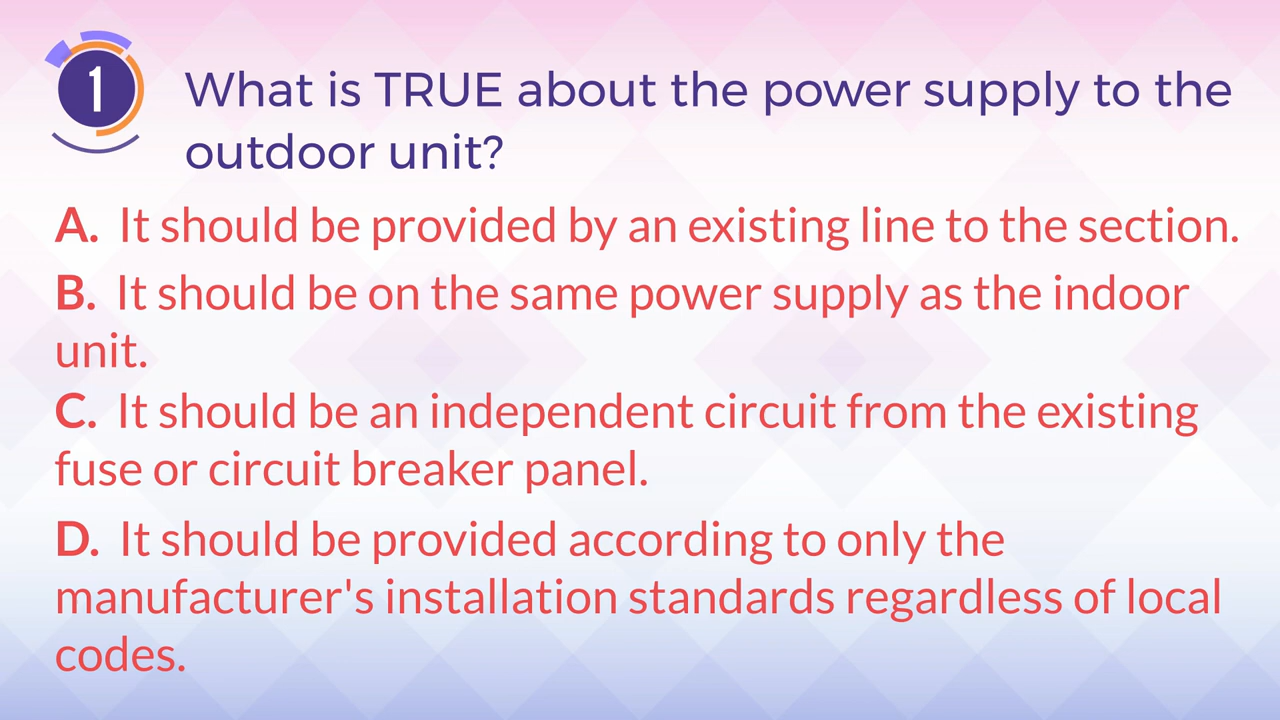 1
What is TRUE about the power supply to the
outdoor unit?
A. It should be provided by an existing line to the section.
B. It should be on the same power supply as the indoor
unit.
C. It should be an independent circuit from the existing
fuse or circuit breaker panel.
D. It should be provided according to only the
manufacturer's installation standards regardless of local
codes.